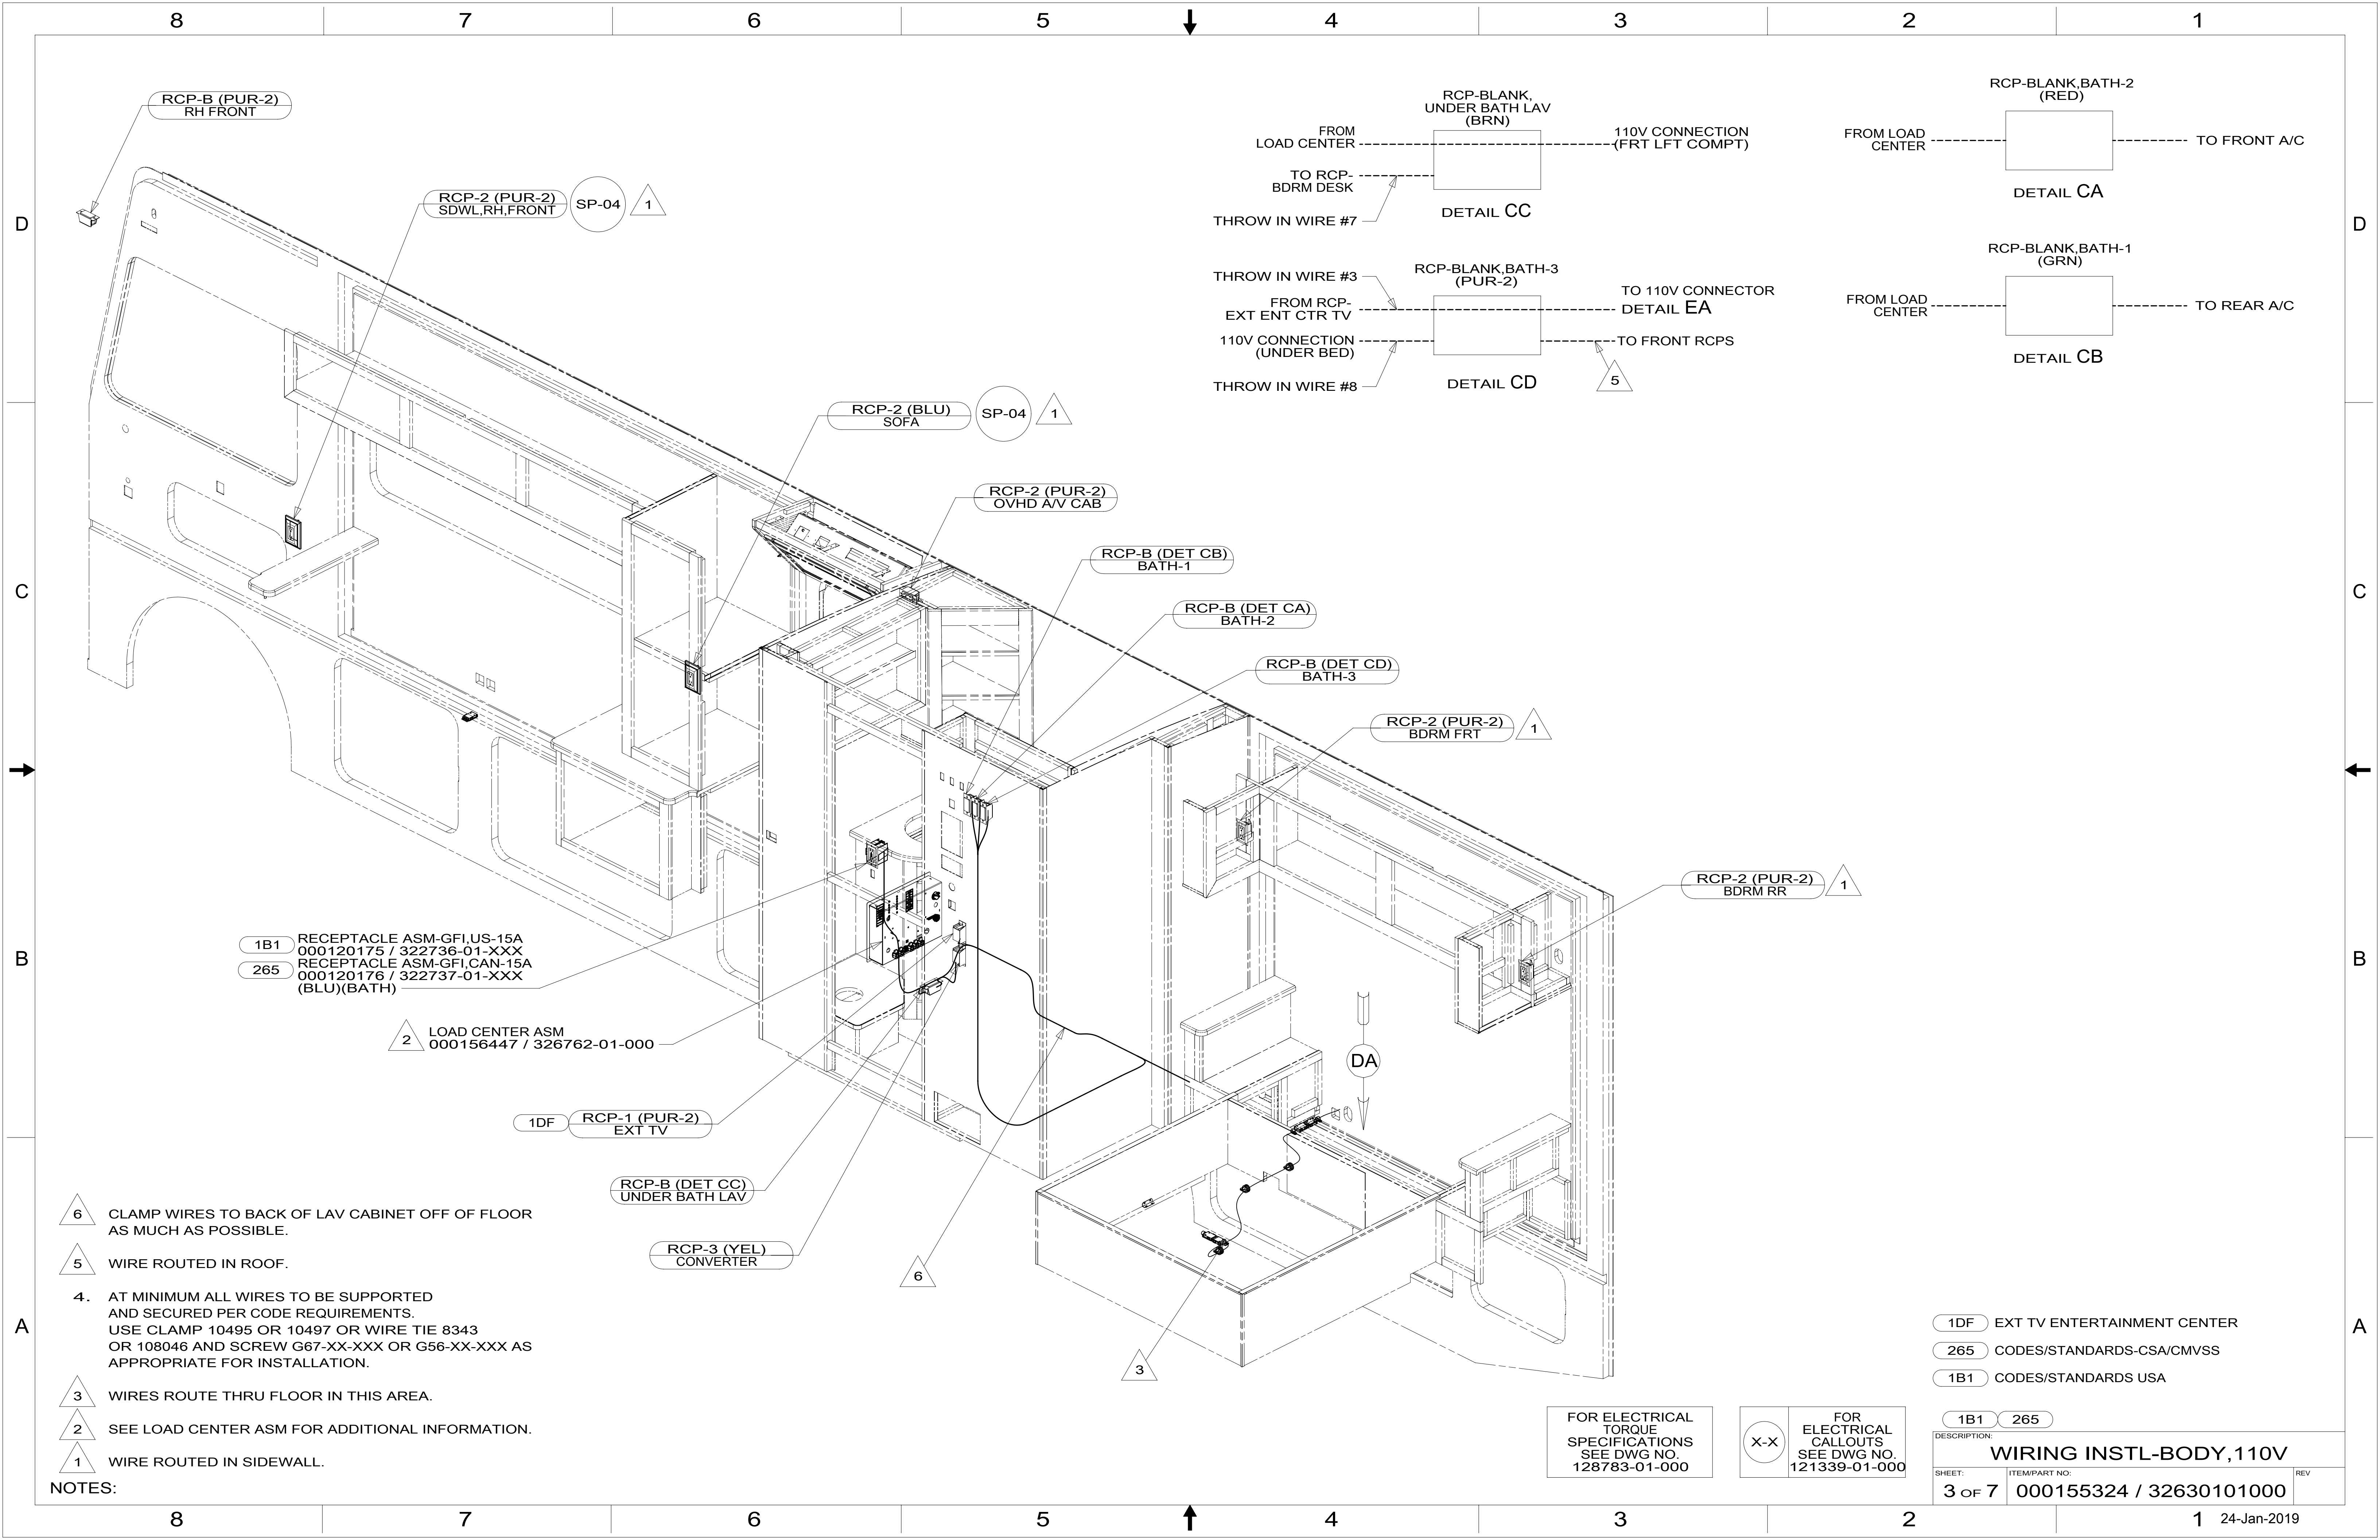 8 7 6 5 4 3 2 1
D
D
C
C
B
B
A
A
RCP-B (PUR-2)
RH FRONT
RCP-2 (PUR-2)
SDWL,RH,FRONT
SP-04
1
RCP-2 (BLU)
SOFA
SP-04
1
RCP-2 (PUR-2)
OVHD A/V CAB
RCP-B (DET CB)
BATH-1
RCP-B (DET CA)
BATH-2
RCP-B (DET CD)
BATH-3
RCP-2 (PUR-2)
BDRM FRT
1
RCP-2 (PUR-2)
BDRM RR
1
RCP-BLANK,
UNDER BATH LAV
(BRN)
FROM
LOAD CENTER
110V CONNECTION
(FRT LFT COMPT)
TO RCP-
BDRM DESK
THROW IN WIRE #7
DETAIL CC
RCP-BLANK,BATH-2
(RED)
FROM LOAD
CENTER
TO FRONT A/C
DETAIL CA
THROW IN WIRE #3
RCP-BLANK,BATH-3
(PUR-2)
FROM RCP-
EXT ENT CTR TV
TO 110V CONNECTOR
DETAIL EA
110V CONNECTION
(UNDER BED)
TO FRONT RCPS
THROW IN WIRE #8
DETAIL CD
5
RCP-BLANK,BATH-1
(GRN)
FROM LOAD
CENTER
TO REAR A/C
DETAIL CB
1B1 RECEPTACLE ASM-GFI,US-15A
000120175 / 322736-01-XXX
265 RECEPTACLE ASM-GFI,CAN-15A
000120176 / 322737-01-XXX
(BLU)(BATH)
2 LOAD CENTER ASM
000156447 / 326762-01-000
1DF RCP-1 (PUR-2)
EXT TV
RCP-B (DET CC)
UNDER BATH LAV
RCP-3 (YEL)
CONVERTER
6
3
DA
6 CLAMP WIRES TO BACK OF LAV CABINET OFF OF FLOOR
AS MUCH AS POSSIBLE.
5 WIRE ROUTED IN ROOF.
4. AT MINIMUM ALL WIRES TO BE SUPPORTED
AND SECURED PER CODE REQUIREMENTS.
USE CLAMP 10495 OR 10497 OR WIRE TIE 8343
OR 108046 AND SCREW G67-XX-XXX OR G56-XX-XXX AS
APPROPRIATE FOR INSTALLATION.
3 WIRES ROUTE THRU FLOOR IN THIS AREA.
2 SEE LOAD CENTER ASM FOR ADDITIONAL INFORMATION.
1 WIRE ROUTED IN SIDEWALL.
NOTES:
1DF EXT TV ENTERTAINMENT CENTER
265 CODES/STANDARDS-CSA/CMVSS
1B1 CODES/STANDARDS USA
FOR ELECTRICAL
TORQUE
SPECIFICATIONS
SEE DWG NO.
128783-01-000
X-X
FOR
ELECTRICAL
CALLOUTS
SEE DWG NO.
121339-01-000
1B1 265
DESCRIPTION:
WIRING INSTL-BODY,110V
SHEET: ITEM/PART NO: REV
3 OF 7 000155324 / 32630101000
8 7 6 5 4 3 2 1
24-Jan-2019